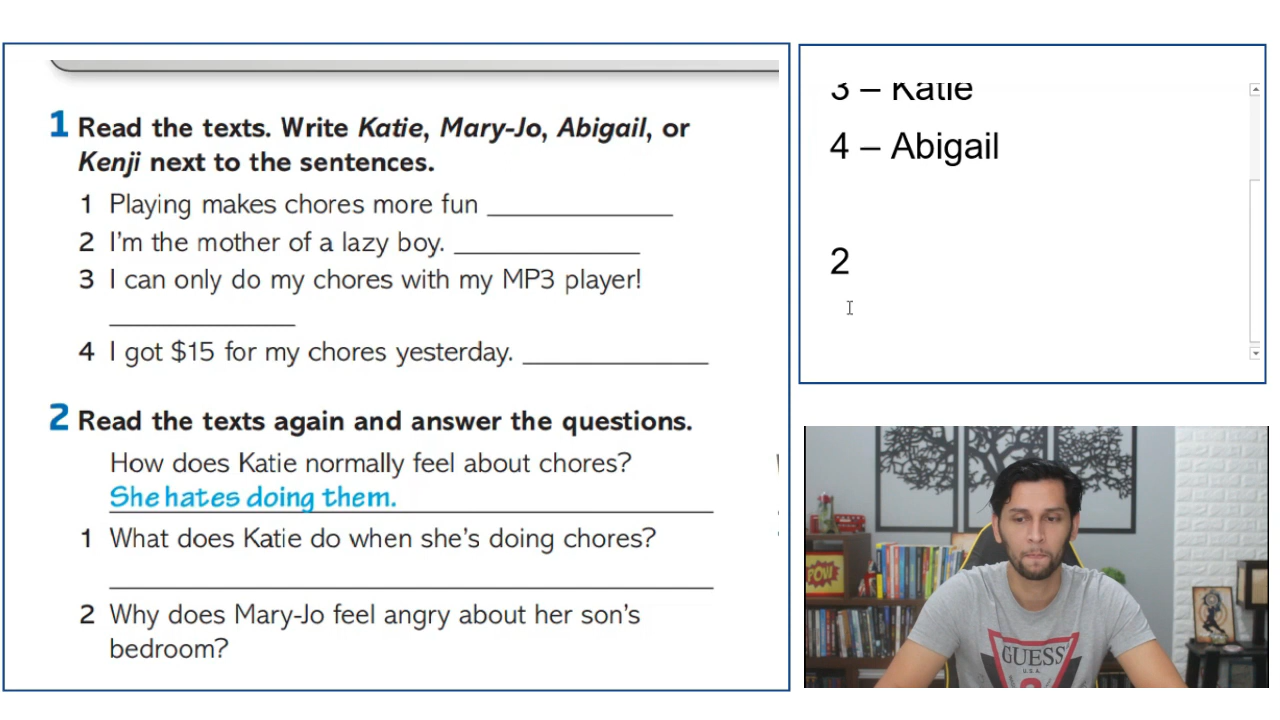 1 Read the texts. Write Katie, Mary-Jo, Abigail, or
Kenji next to the sentences.
1 Playing makes chores more fun
2 I'm the mother of a lazy boy.
3 I can only do my chores with my MP3 player!
4 I got $15 for my chores yesterday.
2 Read the texts again and answer the questions.
How does Katie normally feel about chores?
She hates doing them.
1 What does Katie do when she's doing chores?
2 Why does Mary-Jo feel angry about her son's
bedroom?
3 – Katie
4 – Abigail
2
POW
GUESS
U.S.A.